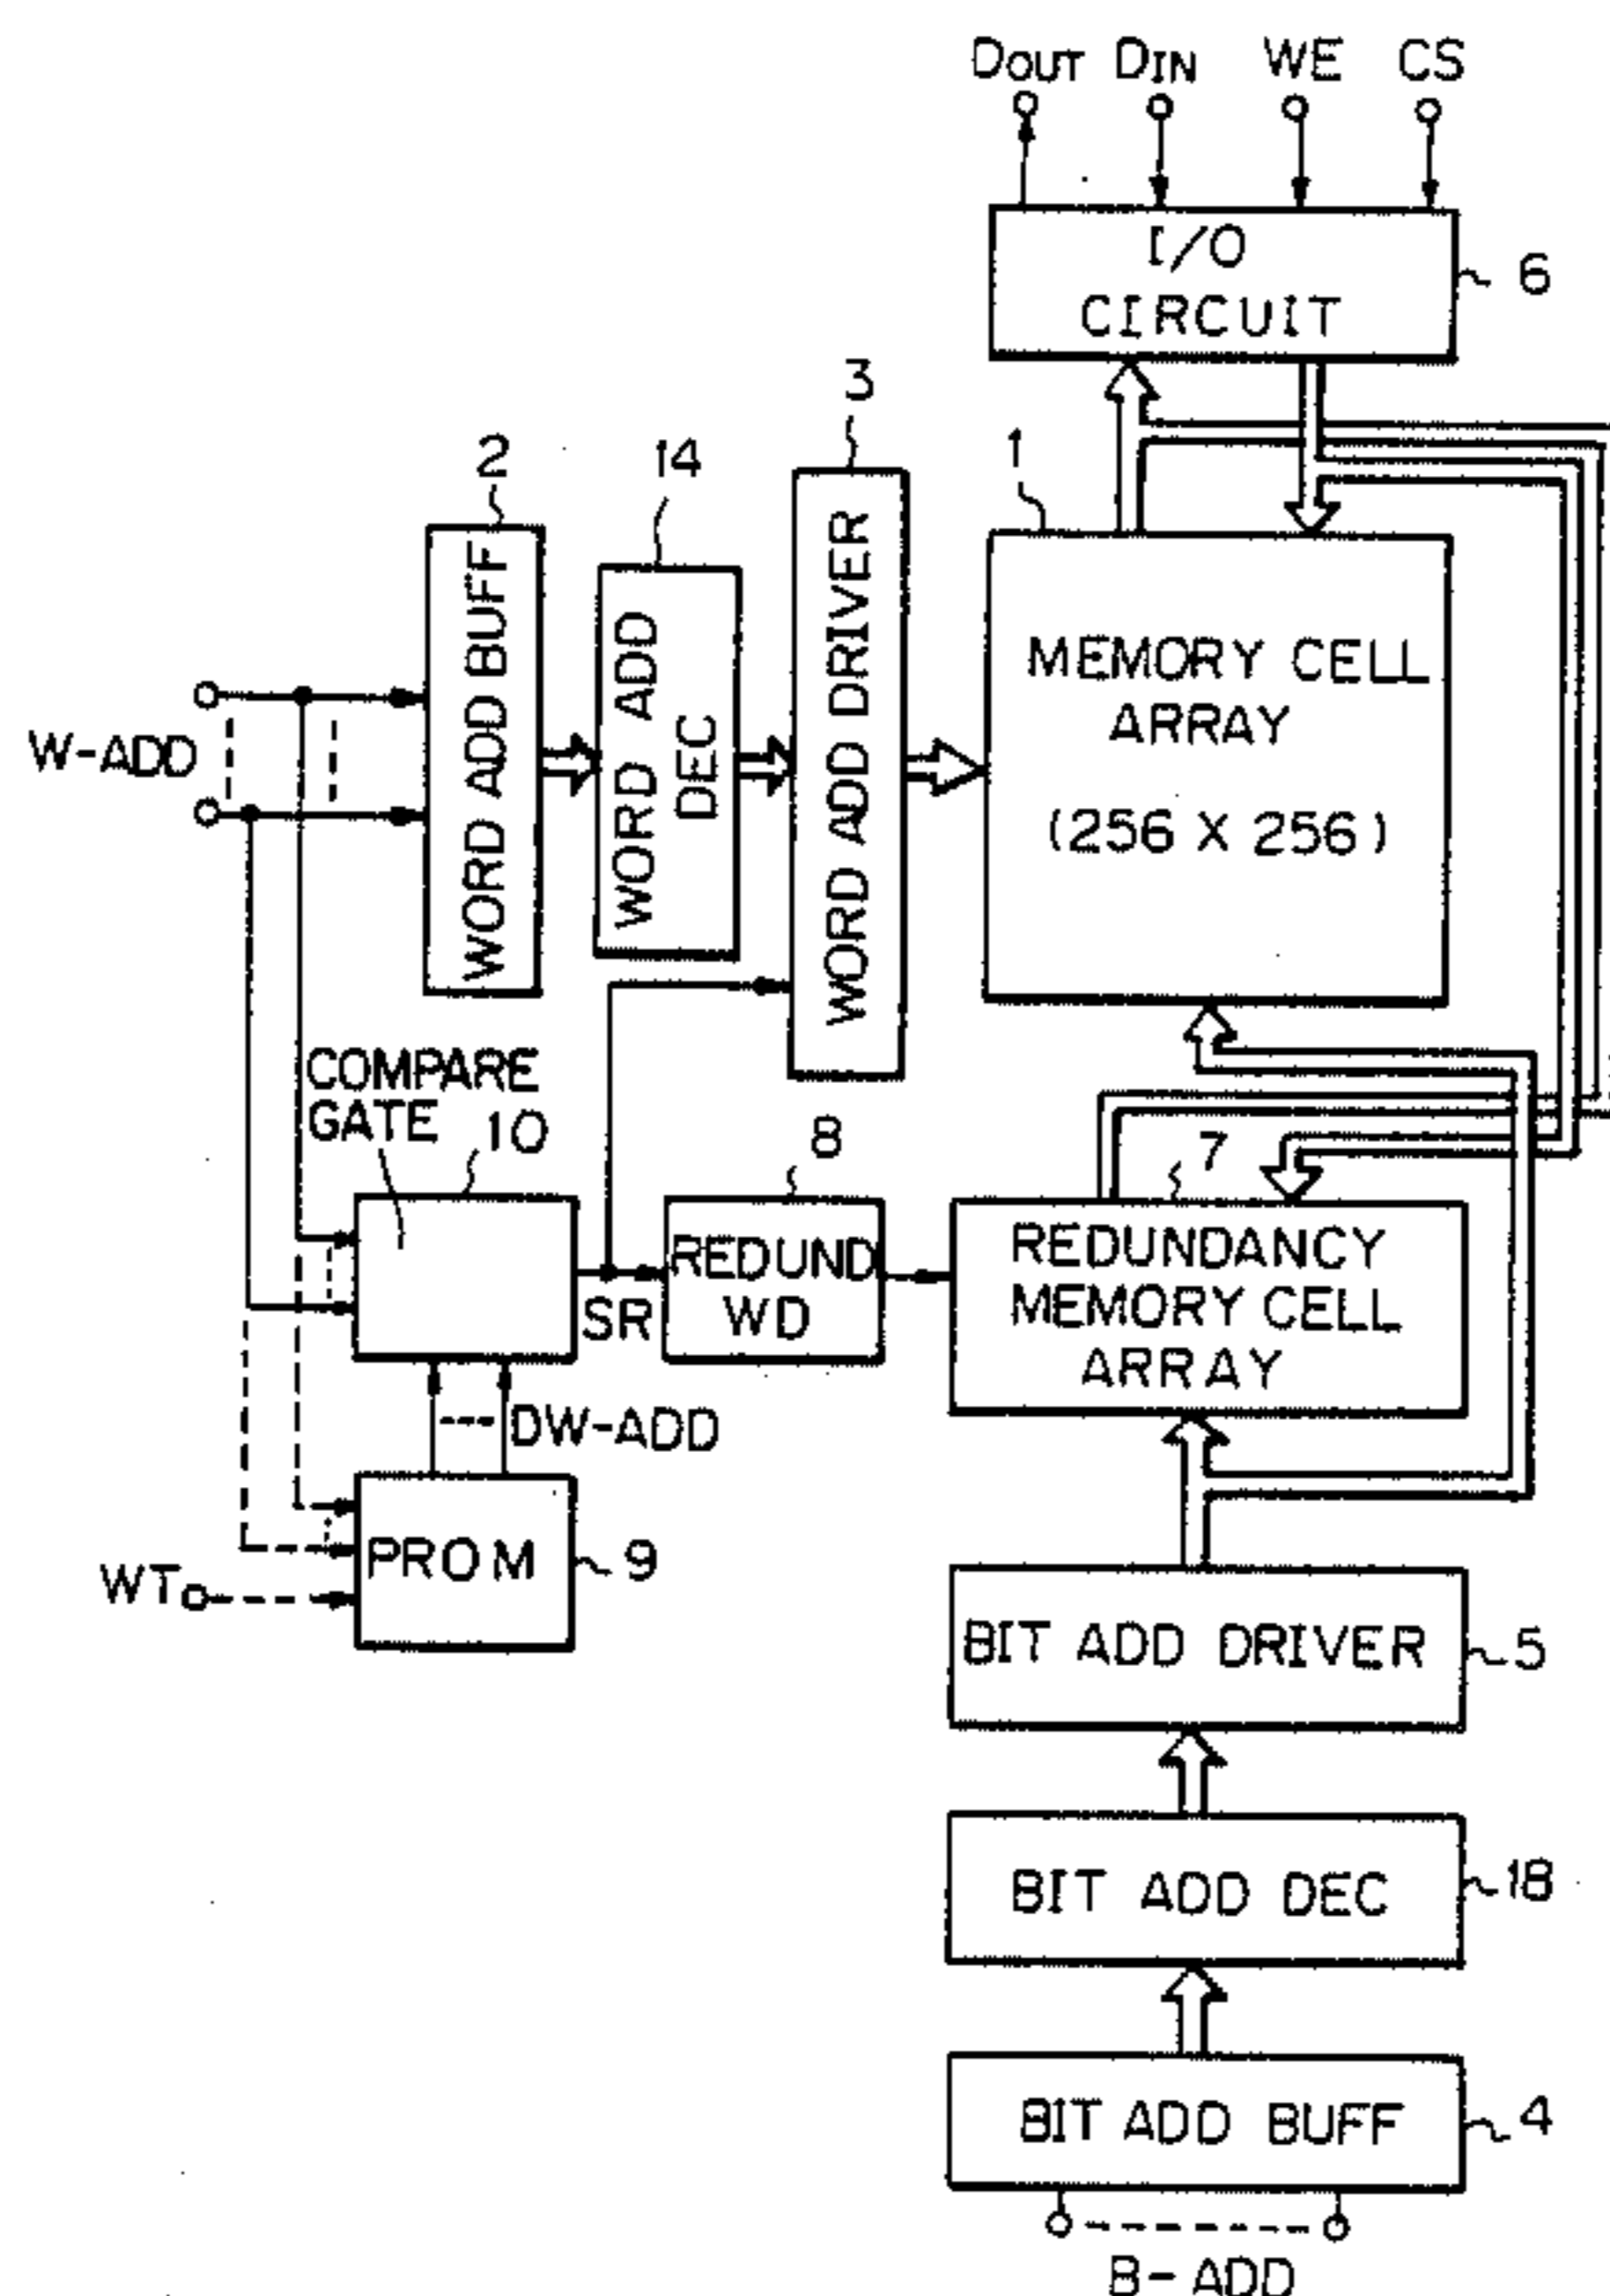 DOUT DIN WE CS
I/O
CIRCUIT
6
3
2
14
1
WORD ADD BUFF
WORD ADD
DEC
WORD ADD DRIVER
MEMORY CELL
ARRAY
(256 X 256)
W-ADD
COMPARE
GATE
10
8
7
REDUND
WD
SR
REDUNDANCY
MEMORY CELL
ARRAY
DW-ADD
PROM
9
WT
BIT ADD DRIVER
5
BIT ADD DEC
18
BIT ADD BUFF
4
B-ADD